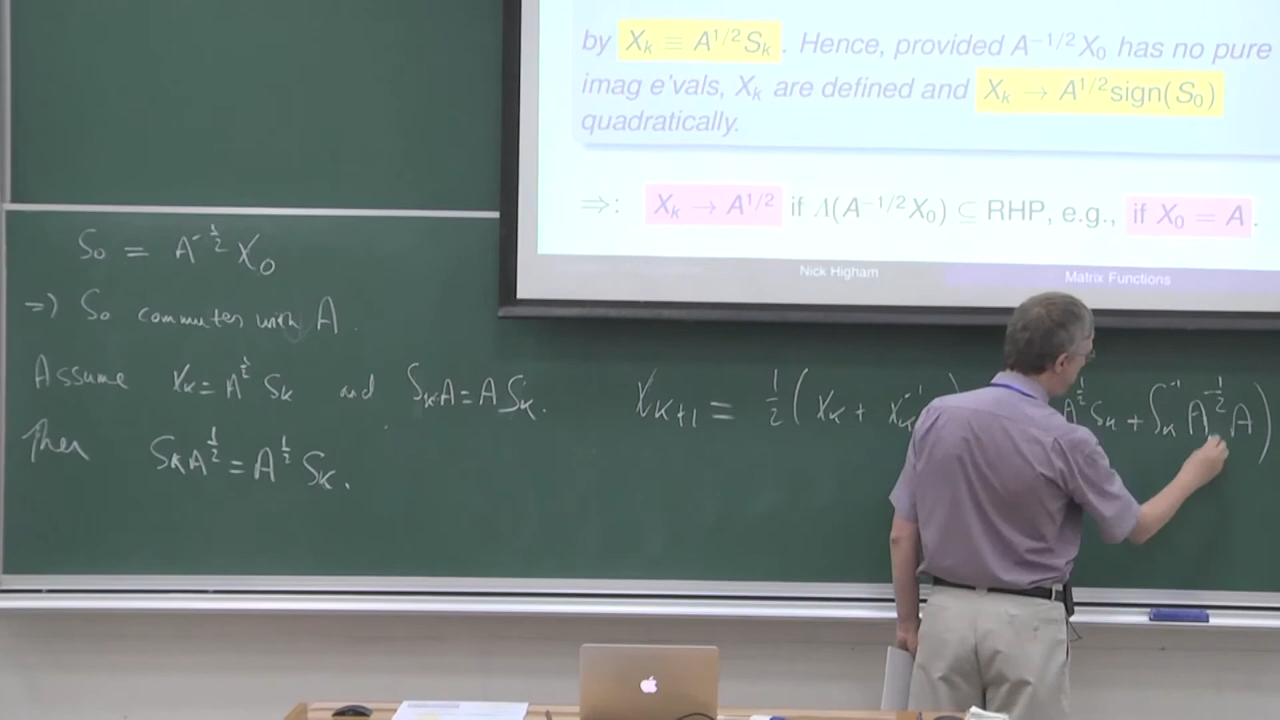 by X_k ≡ A^{1/2}S_k. Hence, provided A^{-1/2}X_0 has no pure
imag e'vals, X_k are defined and X_k → A^{1/2}sign(S_0)
quadratically.
⇒: X_k → A^{1/2} if Λ(A^{-1/2}X_0) ⊆ RHP, e.g., if X_0 = A.
Nick Higham Matrix Functions
S_0 = A^{-1/2} X_0
=) S_0 commutes with A.
Assume X_k = A^{1/2} S_k and S_k A = A S_k.
Then S_k A^{1/2} = A^{1/2} S_k.
X_{k+1} = 1/2 ( X_k + X_k^{-1} A^{1/2} S_k + S_k^{-1} A^{-1/2} A )